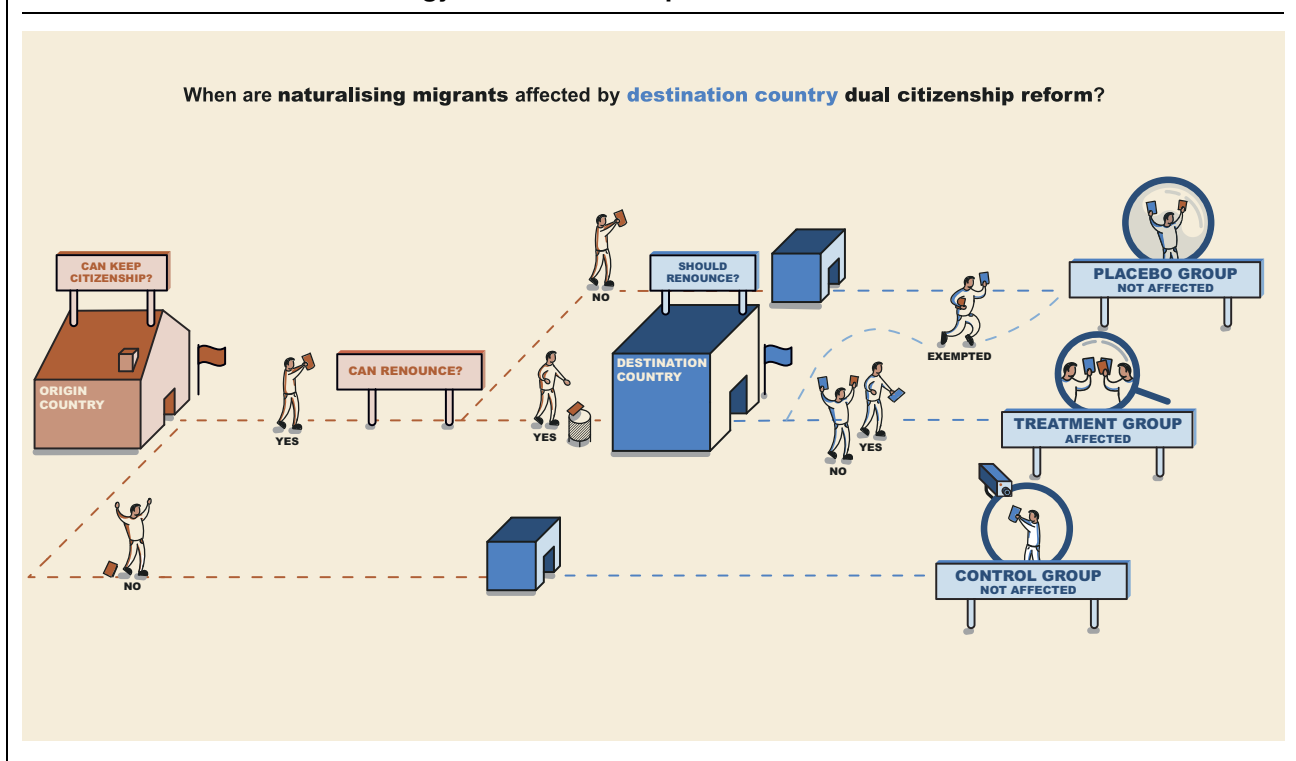 When are naturalising migrants affected by destination country dual citizenship reform?
CAN KEEP
CITIZENSHIP?
ORIGIN
COUNTRY
YES
NO
CAN RENOUNCE?
NO
YES
SHOULD
RENOUNCE?
DESTINATION
COUNTRY
EXEMPTED
NO
YES
PLACEBO GROUP
NOT AFFECTED
TREATMENT GROUP
AFFECTED
CONTROL GROUP
NOT AFFECTED